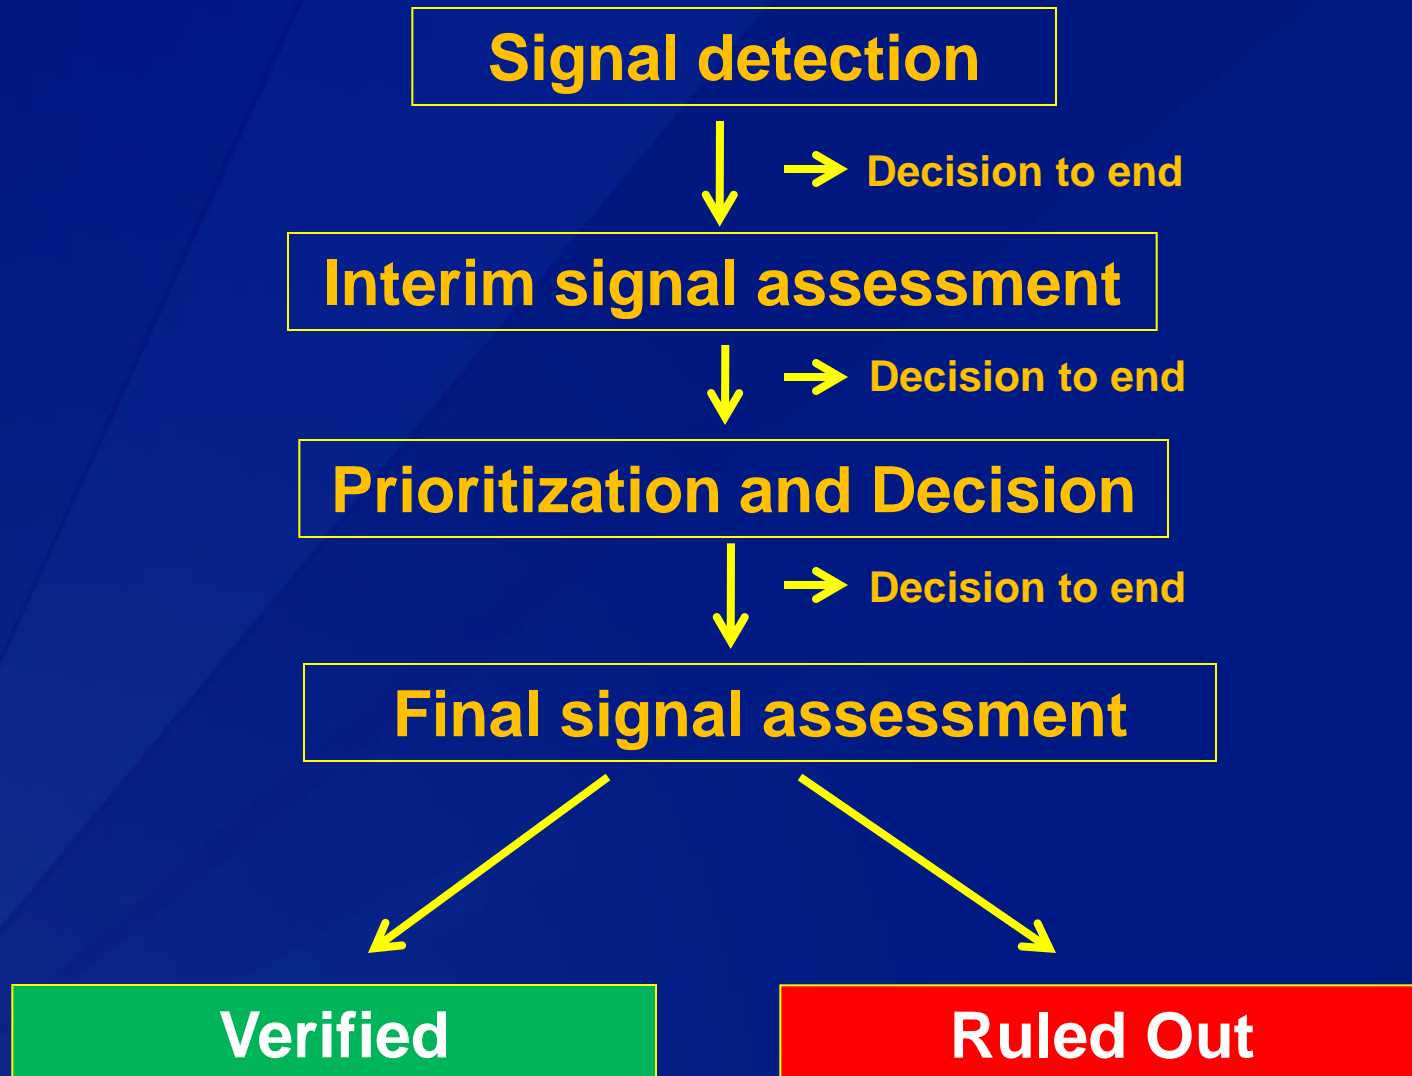 Signal detection
Decision to end
Interim signal assessment
Decision to end
Prioritization and Decision
Decision to end
Final signal assessment
Verified
Ruled Out